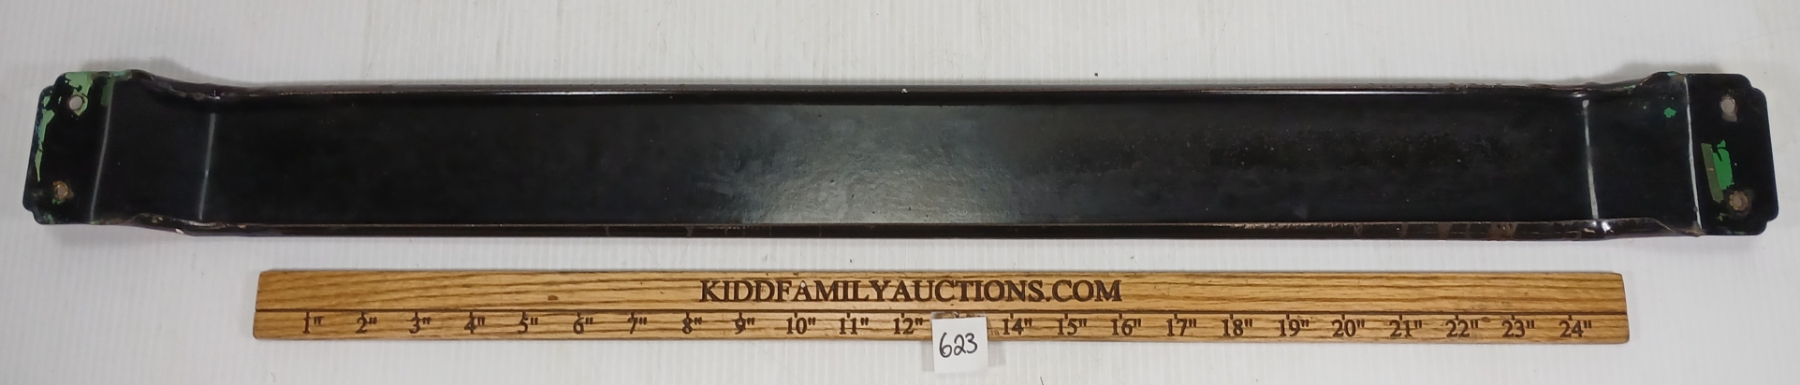 KIDDFAMILYAUCTIONS.COM
1" 2" 3" 4" 5" 6" 7" 8" 9" 10" 11" 12" 14" 15" 16" 17" 18" 19" 20" 21" 22" 23" 24"
623